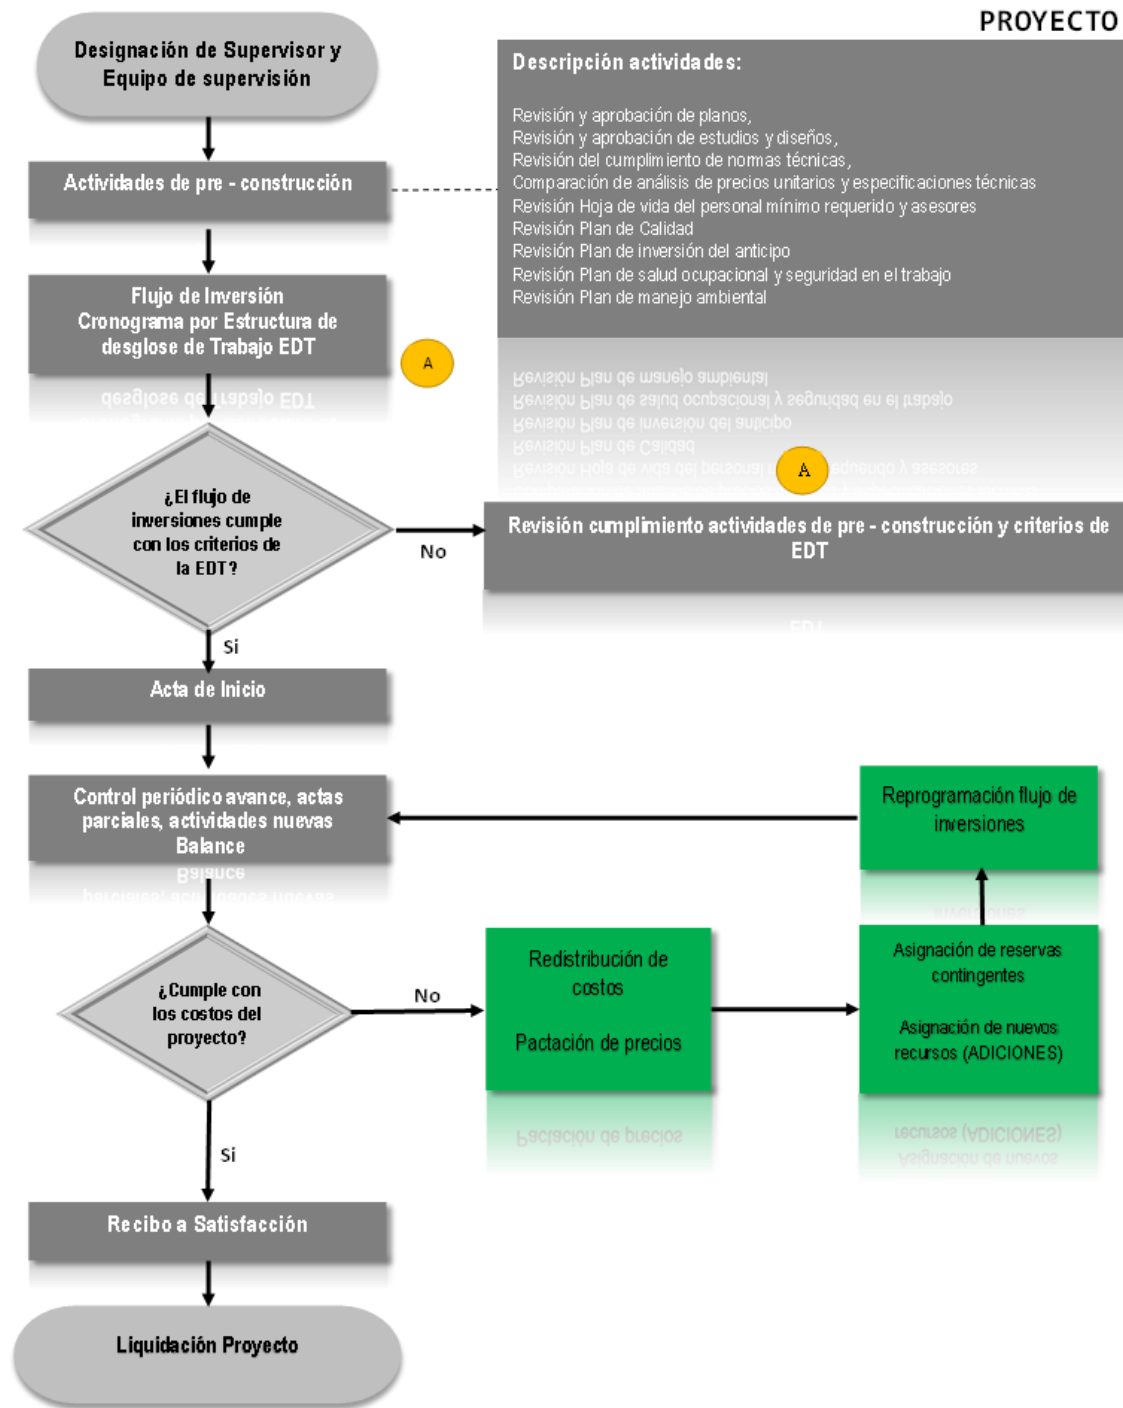 PROYECTO
Designación de Supervisor y
Equipo de supervisión
Descripción actividades:
Revisión y aprobación de planos,
Revisión y aprobación de estudios y diseños,
Revisión del cumplimiento de normas técnicas,
Comparación de análisis de precios unitarios y especificaciones técnicas
Revisión Hoja de vida del personal mínimo requerido y asesores
Revisión Plan de Calidad
Revisión Plan de inversión del anticipo
Revisión Plan de salud ocupacional y seguridad en el trabajo
Revisión Plan de manejo ambiental
Actividades de pre - construcción
Flujo de Inversión
Cronograma por Estructura de
desglose de Trabajo EDT
A
A
¿El flujo de
inversiones cumple
con los criterios de
la EDT?
No
Revisión cumplimiento actividades de pre - construcción y criterios de
EDT
Si
Acta de Inicio
Control periódico avance, actas
parciales, actividades nuevas
Balance
Reprogramación flujo de
inversiones
¿Cumple con
los costos del
proyecto?
No
Redistribución de
costos
Pactación de precios
Asignación de reservas
contingentes
Asignación de nuevos
recursos (ADICIONES)
Si
Recibo a Satisfacción
Liquidación Proyecto